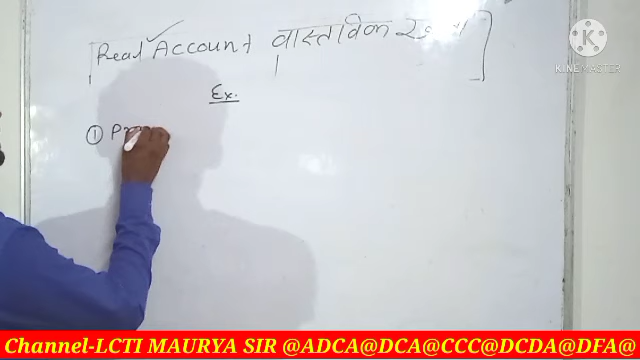 Real Account वास्तविक
Ex.
①
KINEMASTER
Channel-LCTI MAURYA SIR @ADCA@DCA@CCC@DCDA@DFA@